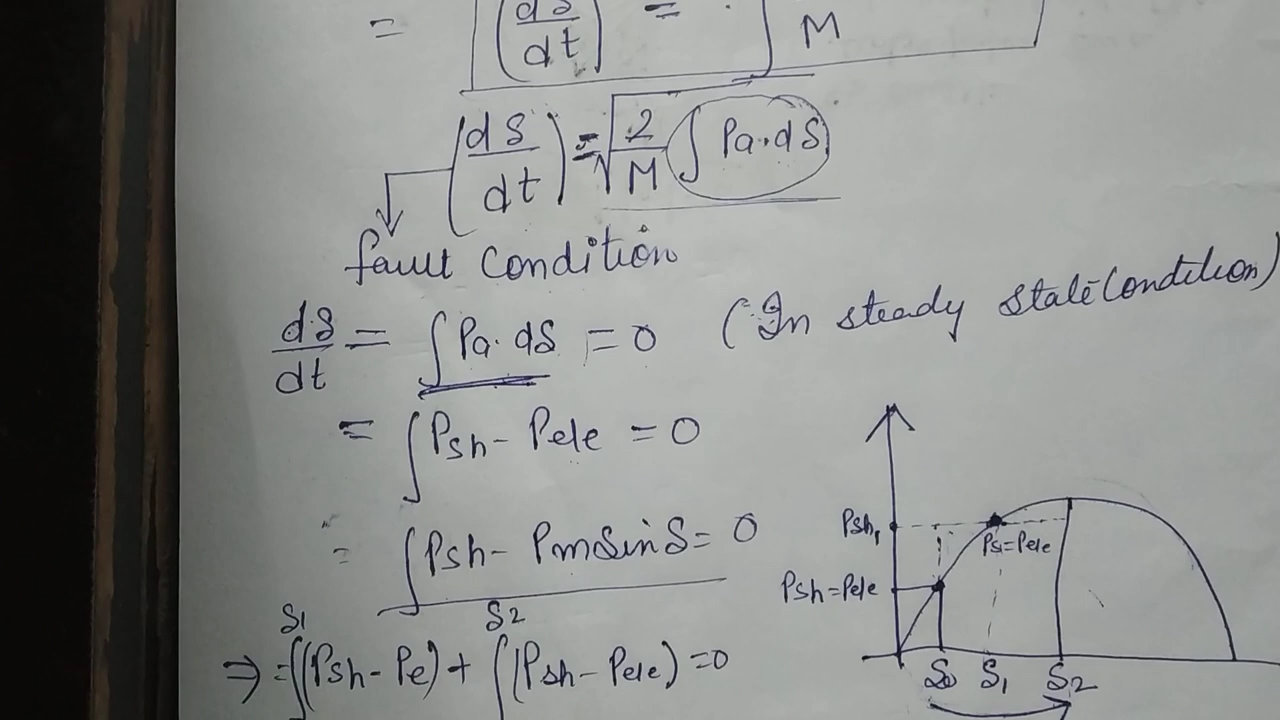 = (dδ/dt) = ∫ M
(dδ/dt) = √2/M ∫ Pa·dδ
fault Condition
dδ/dt = ∫ Pa·dδ = 0 (In steady state Condition)
= ∫ Psh - Pele = 0
= ∫ Psh - Pm Sin δ = 0
⇒ = ∫ δ1 (Psh - Pe) + ∫ δ2 (Psh - Pele) = 0
Psh1
Ps=Pele
Psh=Pele
δ0 δ1 δ2